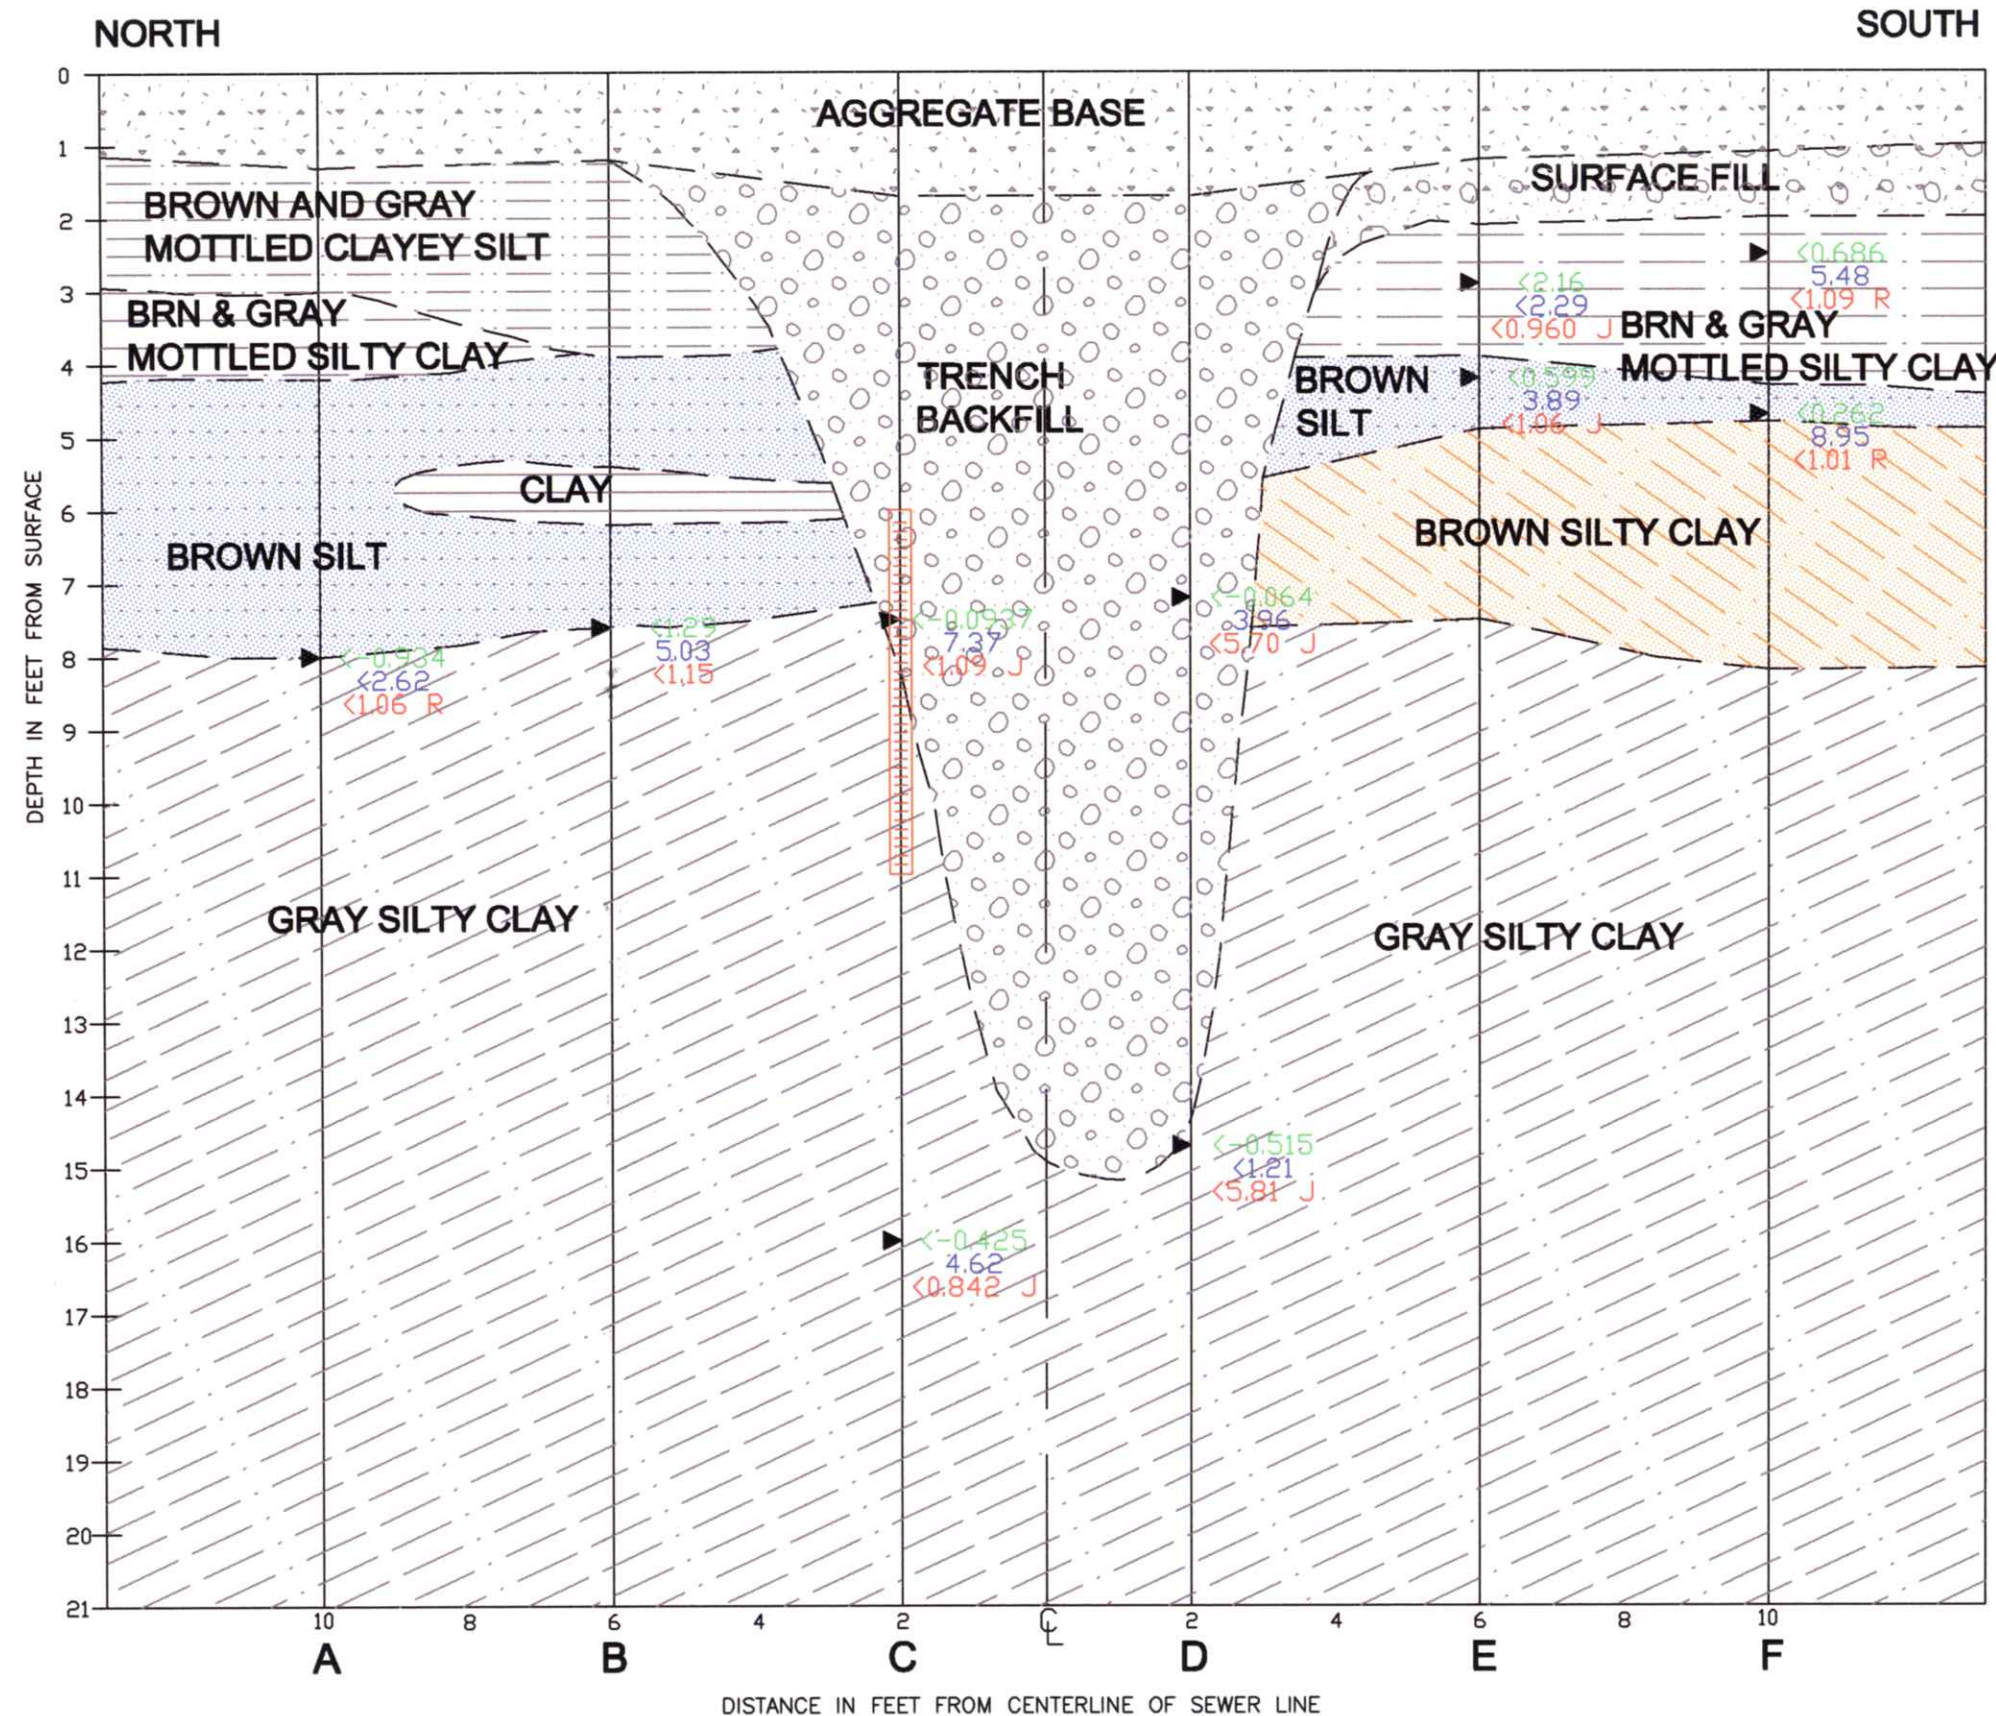 NORTH
SOUTH
AGGREGATE BASE
SURFACE FILL
BROWN AND GRAY
MOTTLED CLAYEY SILT
BRN & GRAY
MOTTLED SILTY CLAY
TRENCH
BACKFILL
<2.16
<2.29
<0.960 J
<0.686
5.48
<1.09 R
BRN & GRAY
MOTTLED SILTY CLAY
BROWN
SILT
<0.599
3.89
<1.06 J
<0.262
8.95
<1.01 R
CLAY
BROWN SILT
BROWN SILTY CLAY
<-0.934
<2.62
<1.06 R
<1.29
5.03
<1.15
<-0.0937
7.37
<1.09 J
<-0.064
3.96
<5.70 J
GRAY SILTY CLAY
GRAY SILTY CLAY
<-0.515
<1.21
<5.81 J
<-0.425
4.62
<0.842 J
DEPTH IN FEET FROM SURFACE
0
1
2
3
4
5
6
7
8
9
10
11
12
13
14
15
16
17
18
19
20
21
10 8 6 4 2 CL 2 4 6 8 10
A B C D E F
DISTANCE IN FEET FROM CENTERLINE OF SEWER LINE